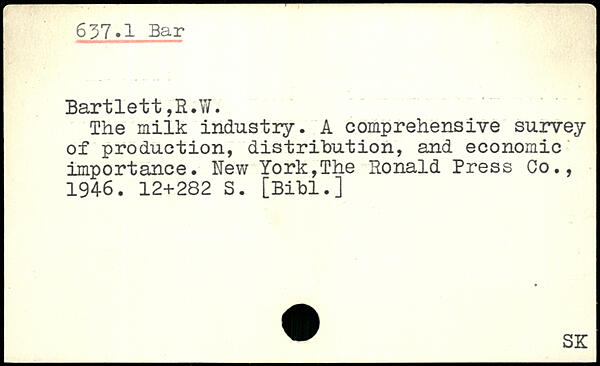 637.1 Bar
Bartlett,R.W.
The milk industry. A comprehensive survey
of production, distribution, and economic
importance. New York,The Ronald Press Co.,
1946. 12+282 S. [Bibl.]
SK